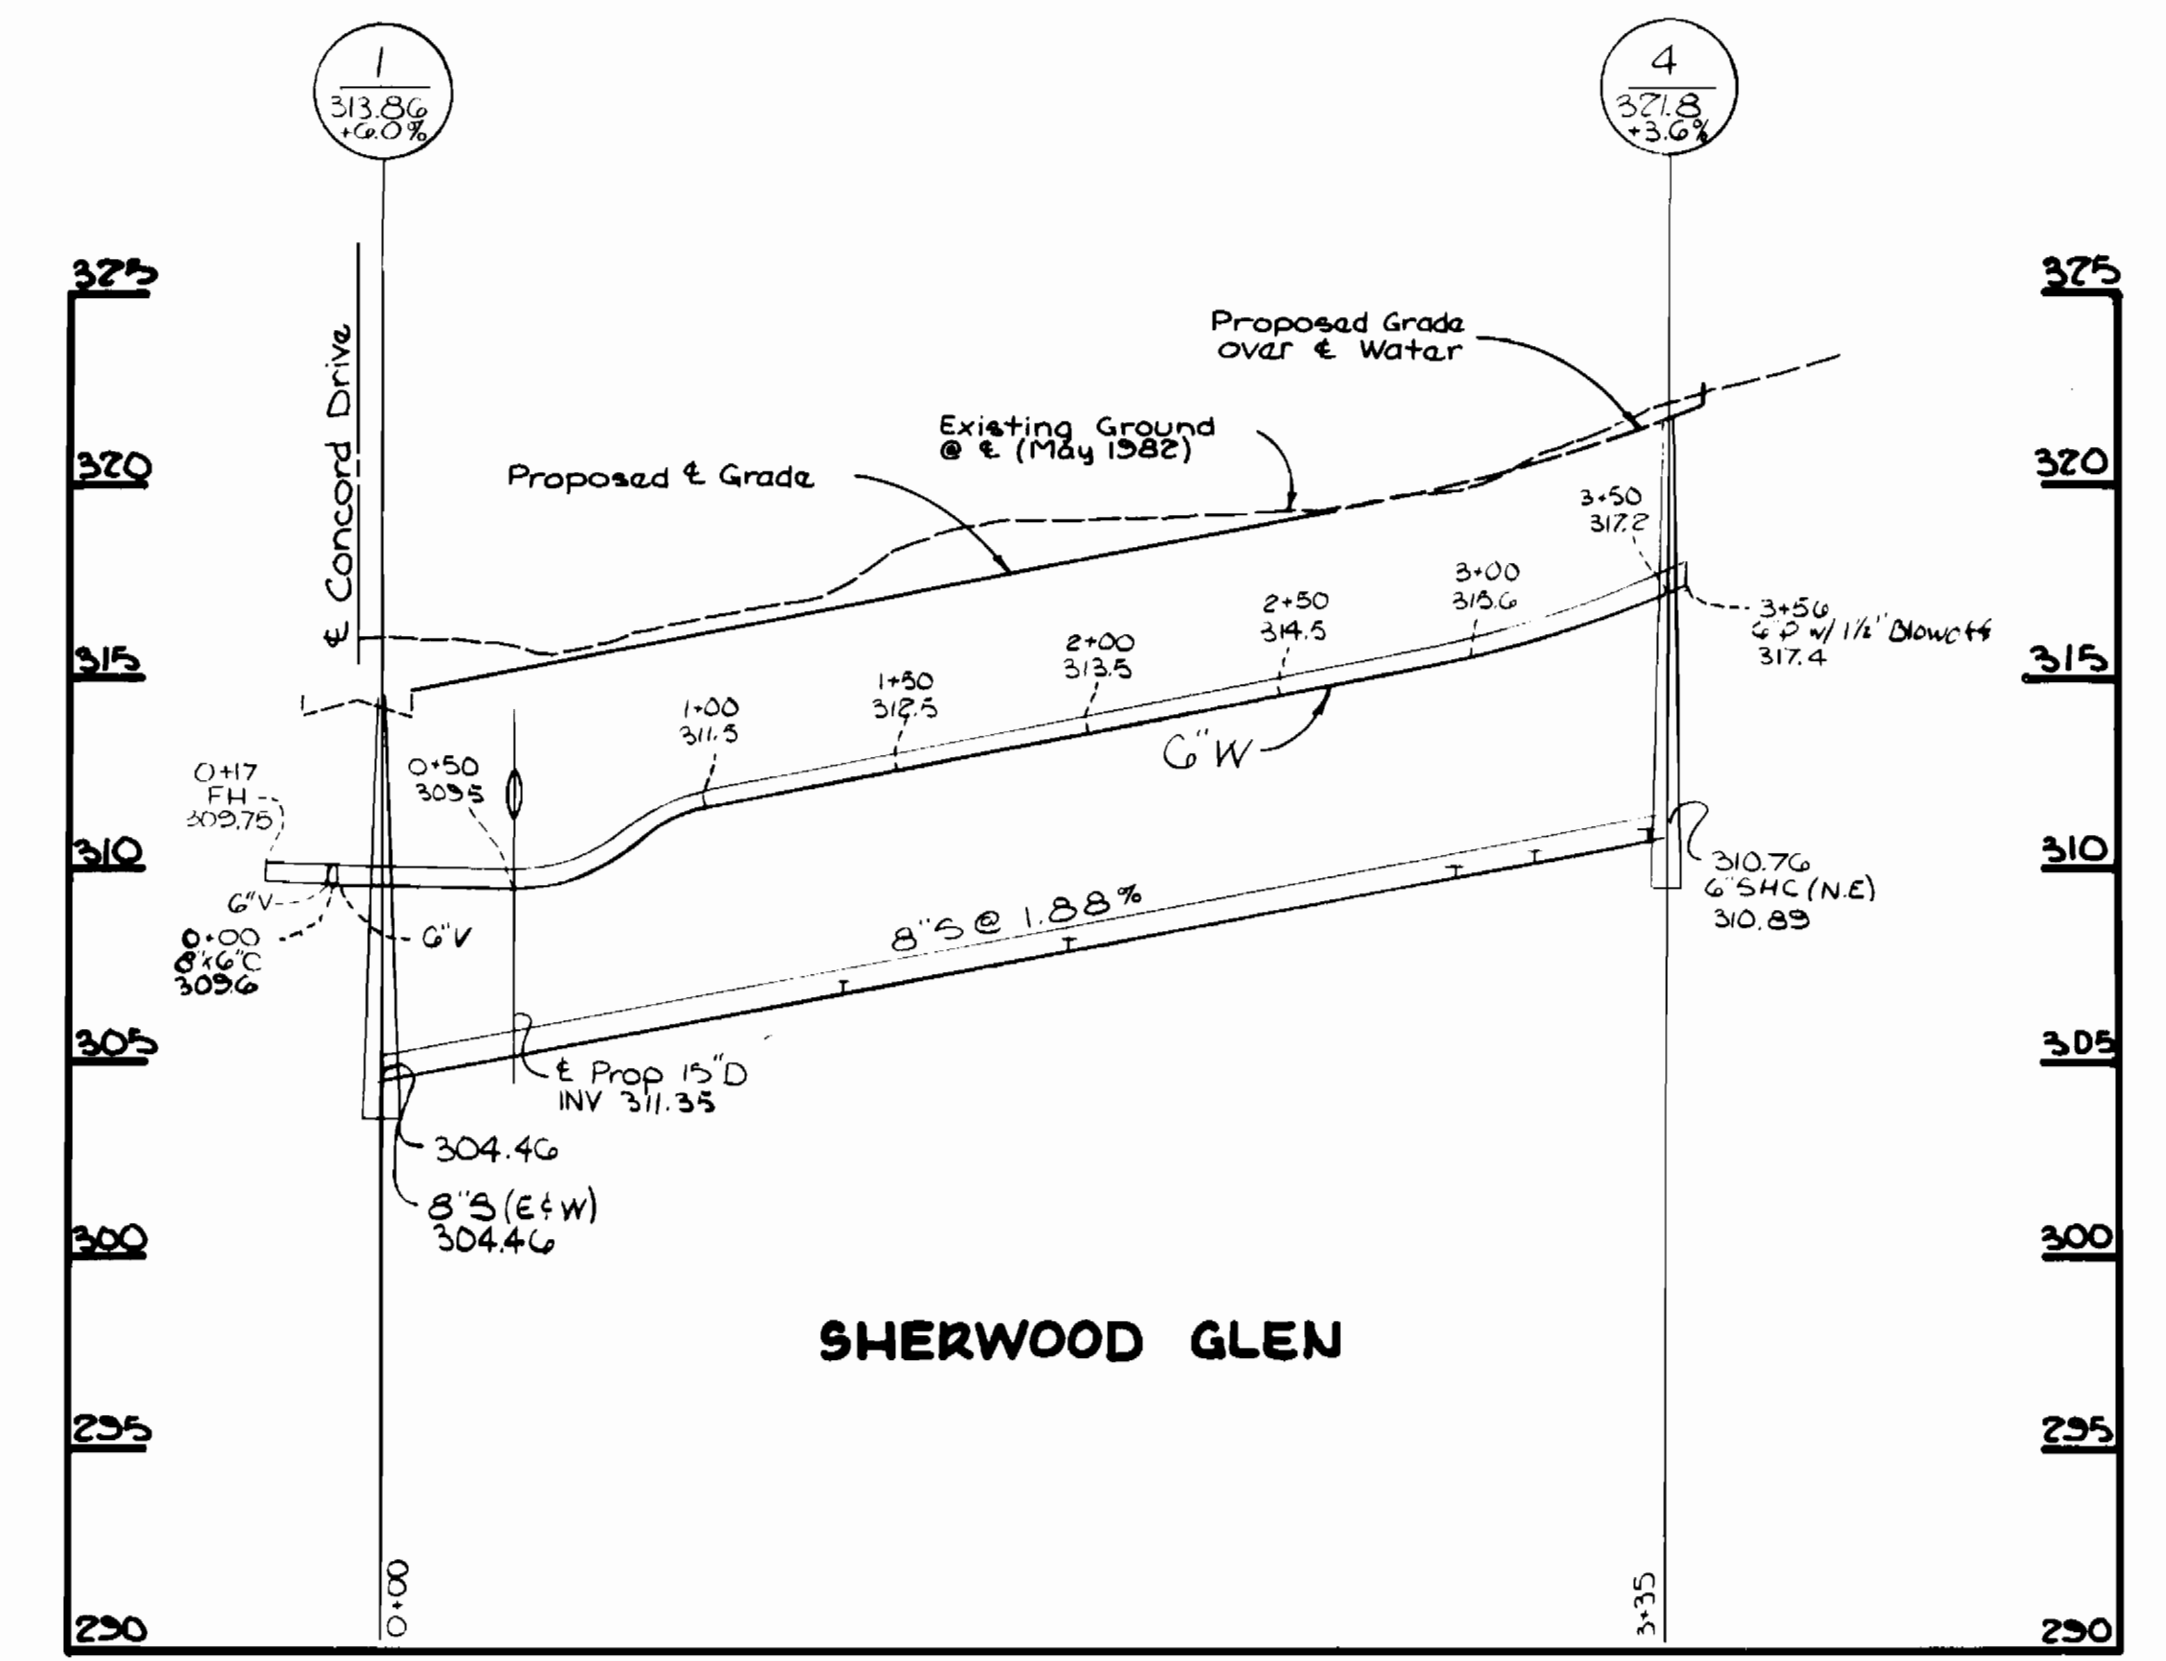 1
313.86
+6.0%
4
321.8
+3.6%
325
325
℄ Concord Drive
Proposed Grade
over ℄ Water
Existing Ground
@ ℄ (May 1982)
Proposed ℄ Grade
320
320
3+50
317.2
3+00
315.6
2+50
314.5
2+00
313.5
1+50
312.5
1+00
311.5
3+56
6"P w/ 1½" Blowoff
317.4
315
315
6"W
0+17
FH
309.75
0+50
309.5
310
310
6"V
6"V
0+00
8"x6"C
309.6
8"S @ 1.88%
310.76
6"SHC (N.E)
310.89
305
305
℄ Prop 15"D
INV 311.35
304.46
8"S (E&W)
304.46
300
300
SHERWOOD GLEN
295
295
0+00
3+35
290
290